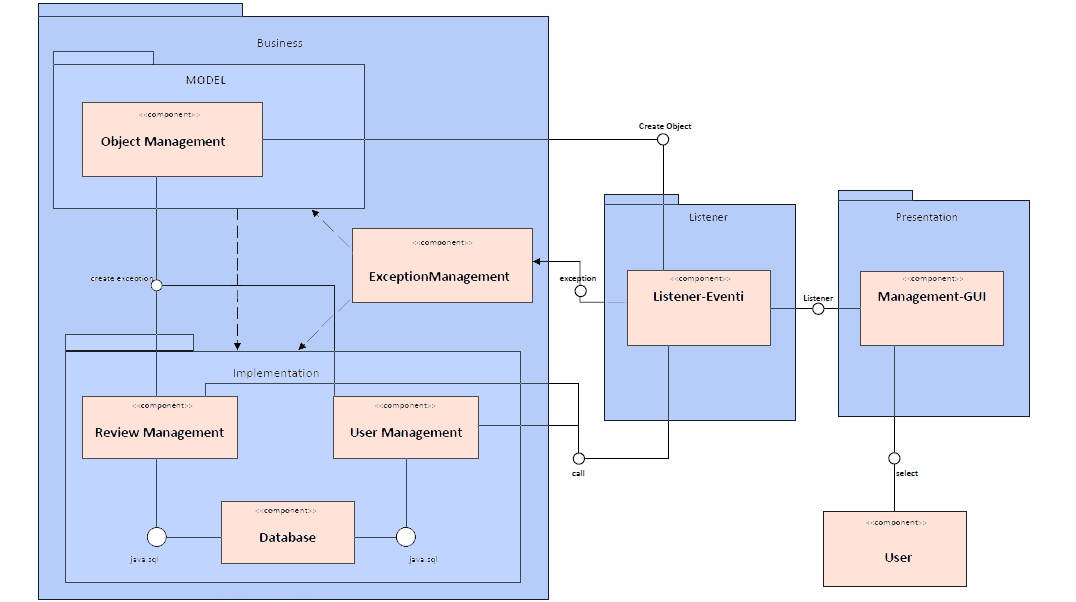 Business
MODEL
<<component>>
Object Management
Create Object
Listener
Presentation
<<component>>
ExceptionManagement
create exception
exception
<<component>>
Listener-Eventi
Listener
<<component>>
Management-GUI
Implementation
<<component>>
Review Management
<<component>>
User Management
call
select
<<component>>
Database
java.sql
java.sql
<<component>>
User